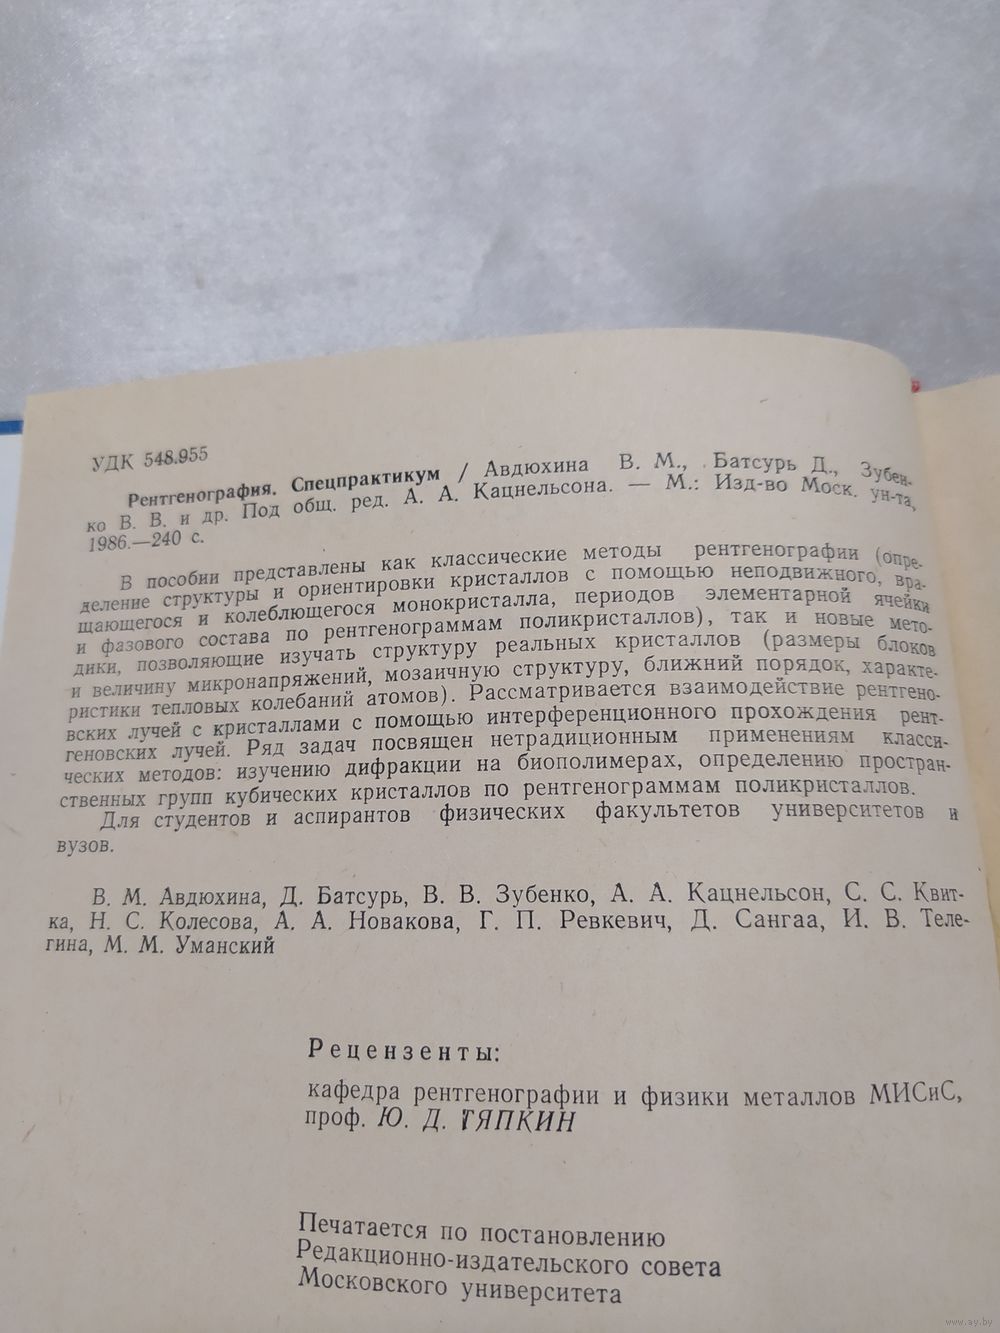 УДК 548.955
Рентгенография. Спецпрактикум / Авдюхина В. М., Батсурь Д., Зубен-
ко В. В. и др. Под общ. ред. А. А. Кацнельсона. — М.: Изд-во Моск. ун-та,
1986.—240 с.
В пособии представлены как классические методы рентгенографии (опре-
деление структуры и ориентировки кристаллов с помощью неподвижного, вра-
щающегося и колеблющегося монокристалла, периодов элементарной ячейки
и фазового состава по рентгенограммам поликристаллов), так и новые мето-
дики, позволяющие изучать структуру реальных кристаллов (размеры блоков
и величину микронапряжений, мозаичную структуру, ближний порядок, характе-
ристики тепловых колебаний атомов). Рассматривается взаимодействие рентгено-
вских лучей с кристаллами с помощью интерференционного прохождения рент-
геновских лучей. Ряд задач посвящен нетрадиционным применениям класси-
ческих методов: изучению дифракции на биополимерах, определению простран-
ственных групп кубических кристаллов по рентгенограммам поликристаллов.
Для студентов и аспирантов физических факультетов университетов и
вузов.
В. М. Авдюхина, Д. Батсурь, В. В. Зубенко, А. А. Кацнельсон, С. С. Квит-
ка, Н. С. Колесова, А. А. Новакова, Г. П. Ревкевич, Д. Сангаа, И. В. Теле-
гина, М. М. Уманский
Рецензенты:
кафедра рентгенографии и физики металлов МИСиС,
проф. Ю. Д. ТЯПКИН
Печатается по постановлению
Редакционно-издательского совета
Московского университета
www.ay.by